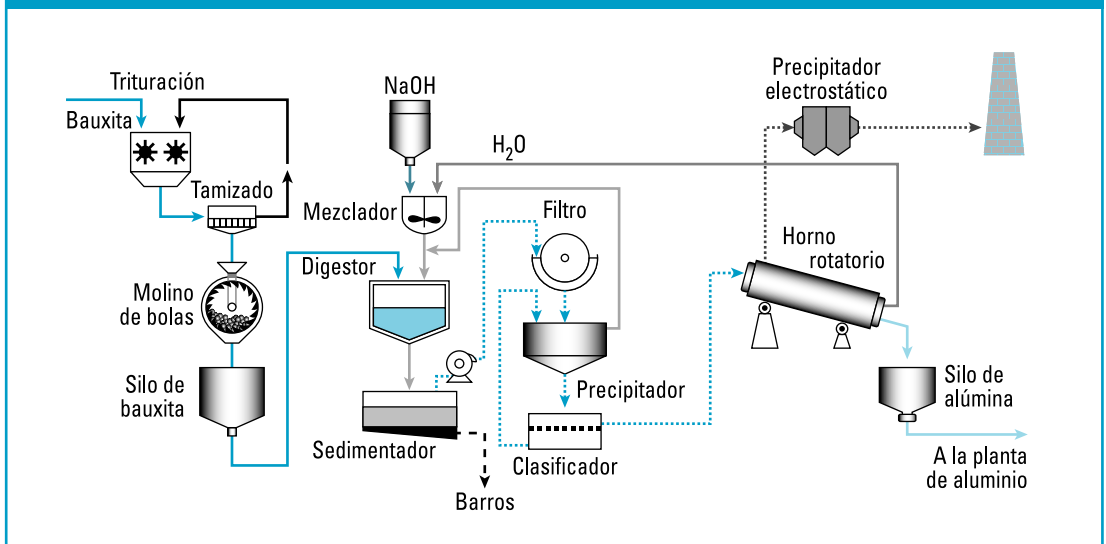 Trituración
Bauxita
Tamizado
Molino
de bolas
Silo de
bauxita
NaOH
H₂O
Mezclador
Digestor
Sedimentador
Barros
Filtro
Precipitador
Clasificador
Precipitador
electrostático
Horno
rotatorio
Silo de
alúmina
A la planta
de aluminio